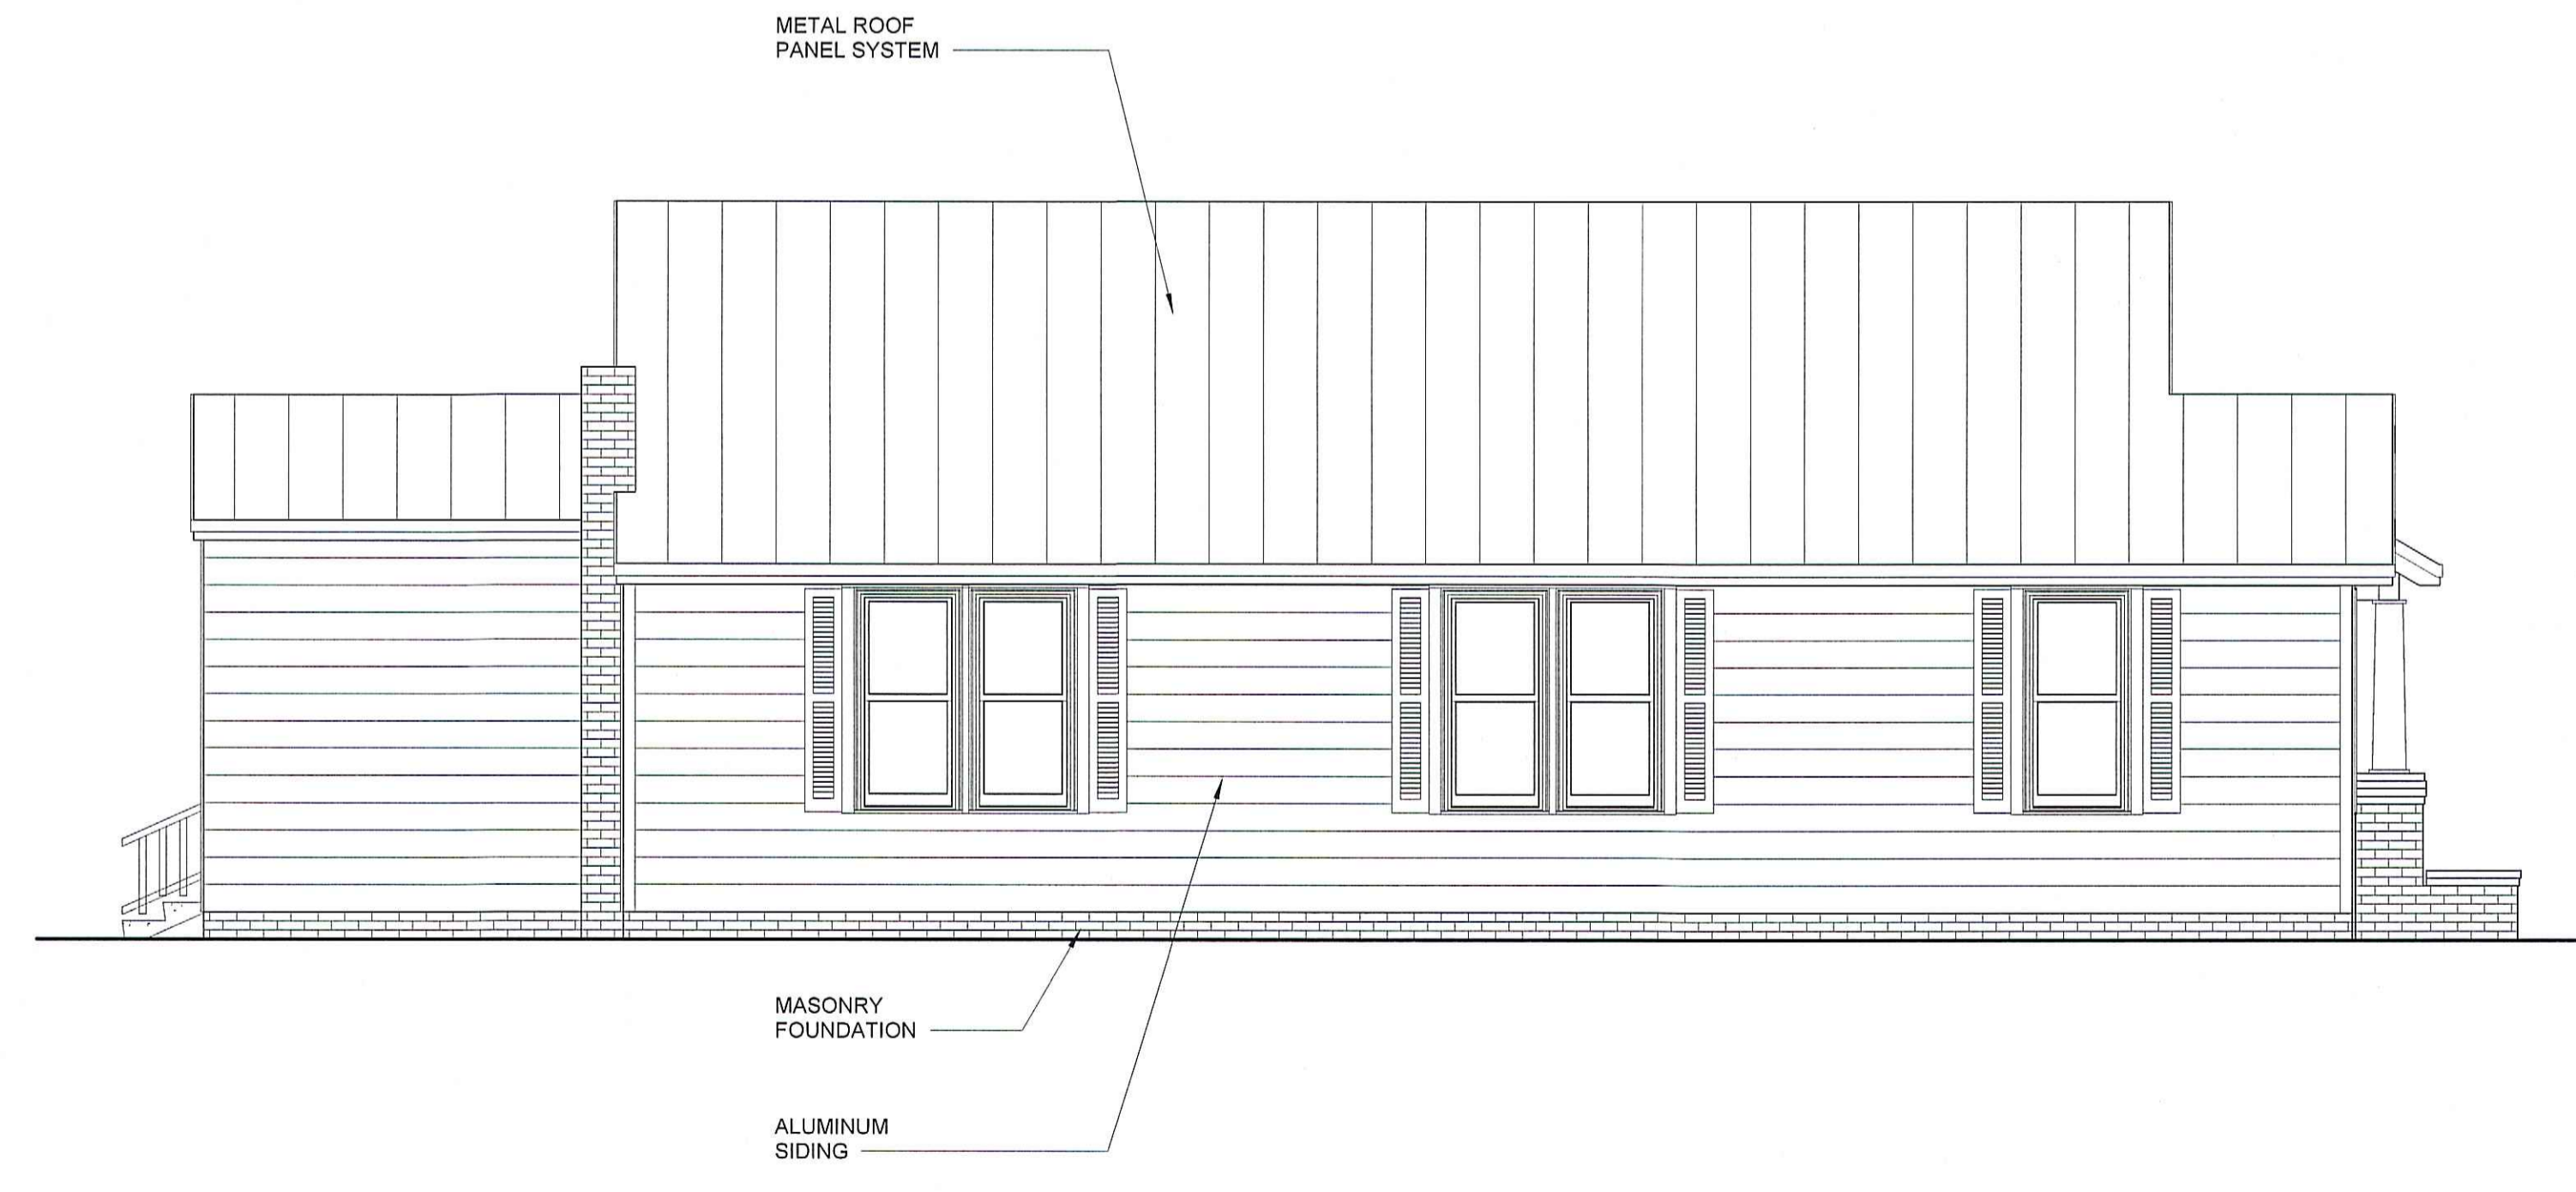 METAL ROOF
PANEL SYSTEM
MASONRY
FOUNDATION
ALUMINUM
SIDING